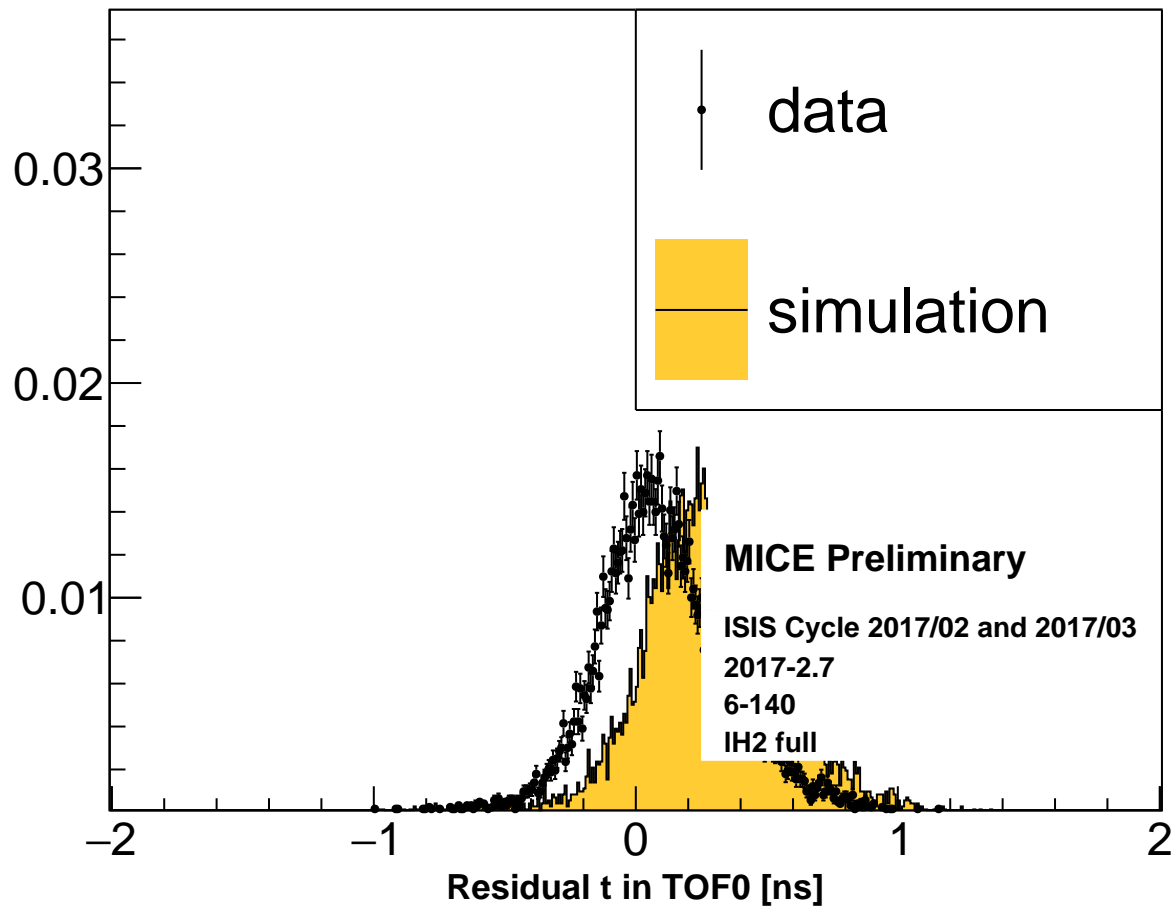 data
simulation
0.03
0.02
0.01
MICE Preliminary
ISIS Cycle 2017/02 and 2017/03
2017-2.7
6-140
lH2 full
−2 −1 0 1 2
Residual t in TOF0 [ns]